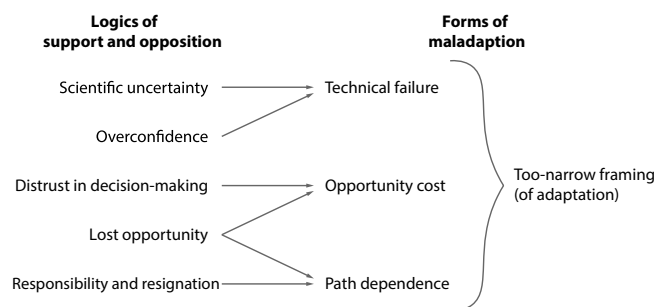 Logics of
support and opposition
Forms of
maladaption
Scientific uncertainty
Technical failure
Overconfidence
Distrust in decision-making
Opportunity cost
Too-narrow framing
(of adaptation)
Lost opportunity
Responsibility and resignation
Path dependence